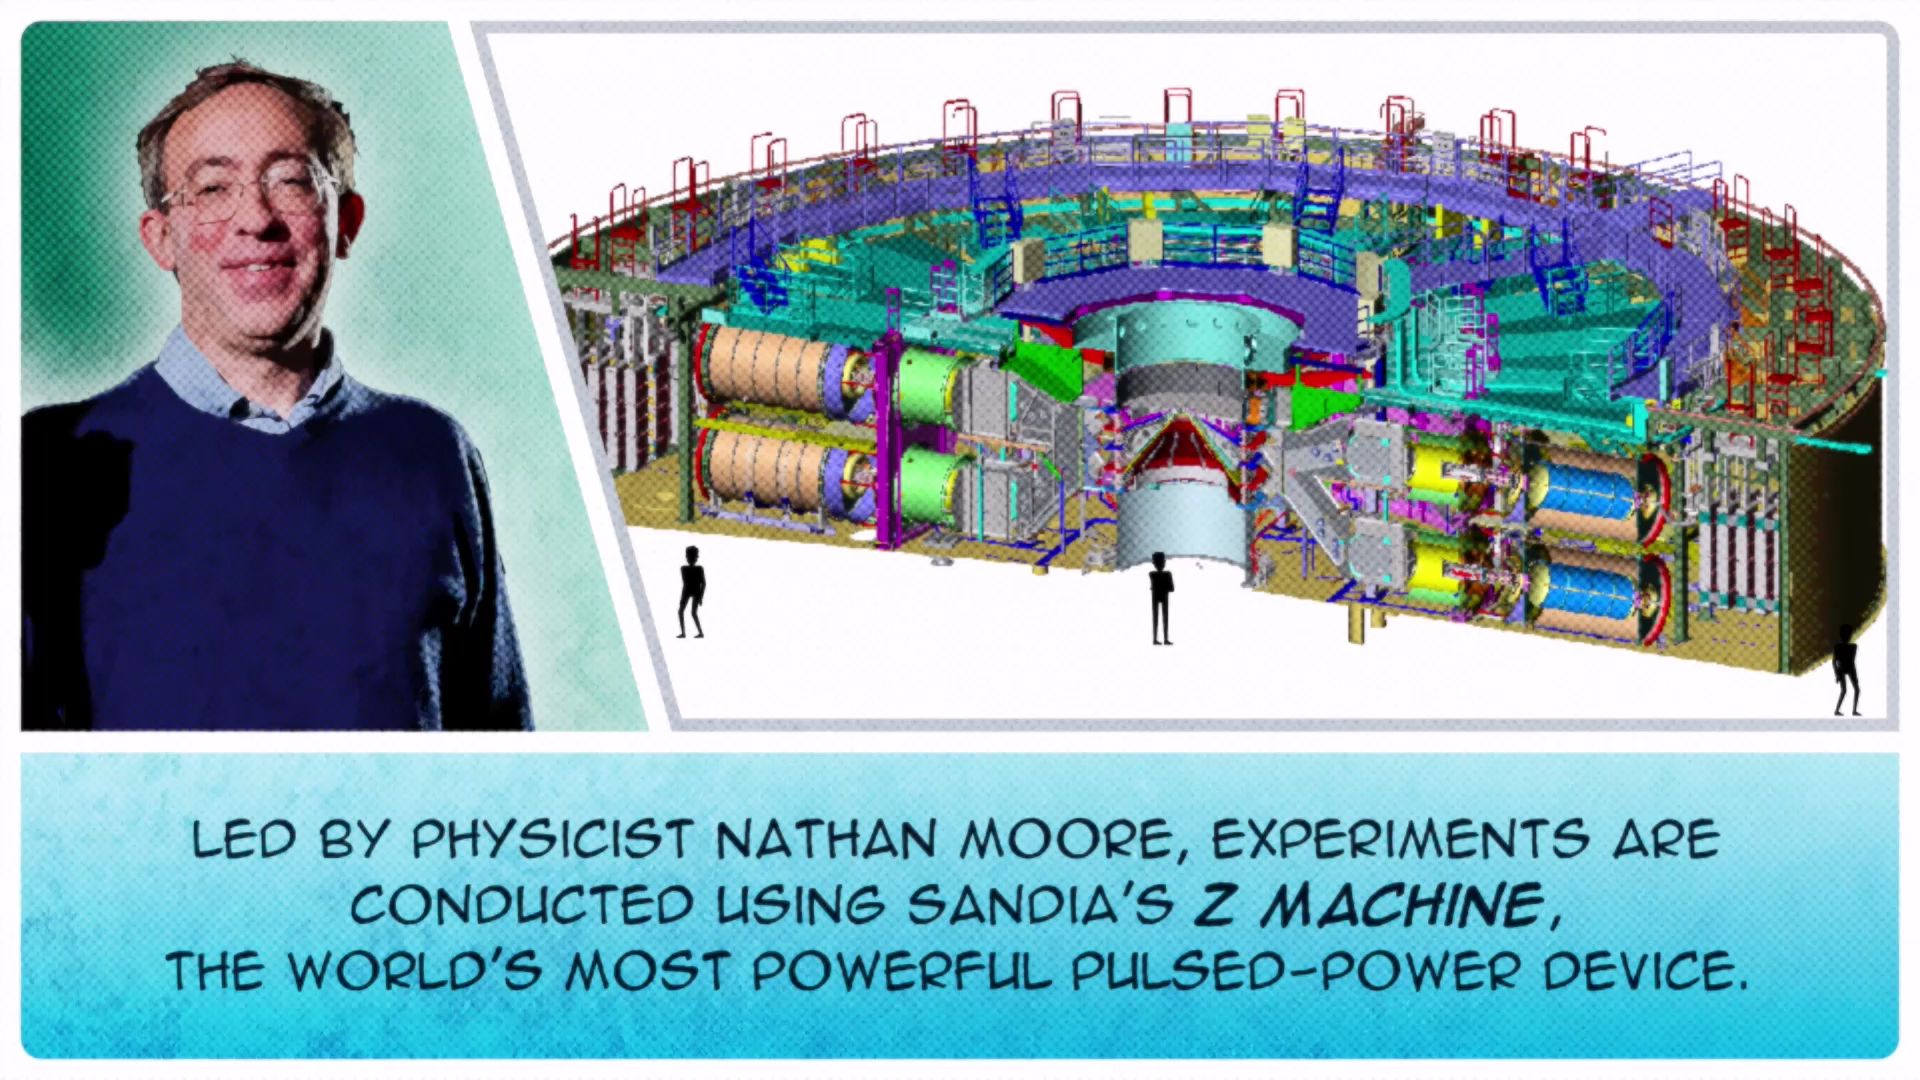 LED BY PHYSICIST NATHAN MOORE, EXPERIMENTS ARE
CONDUCTED USING SANDIA'S Z MACHINE,
THE WORLD'S MOST POWERFUL PULSED-POWER DEVICE.